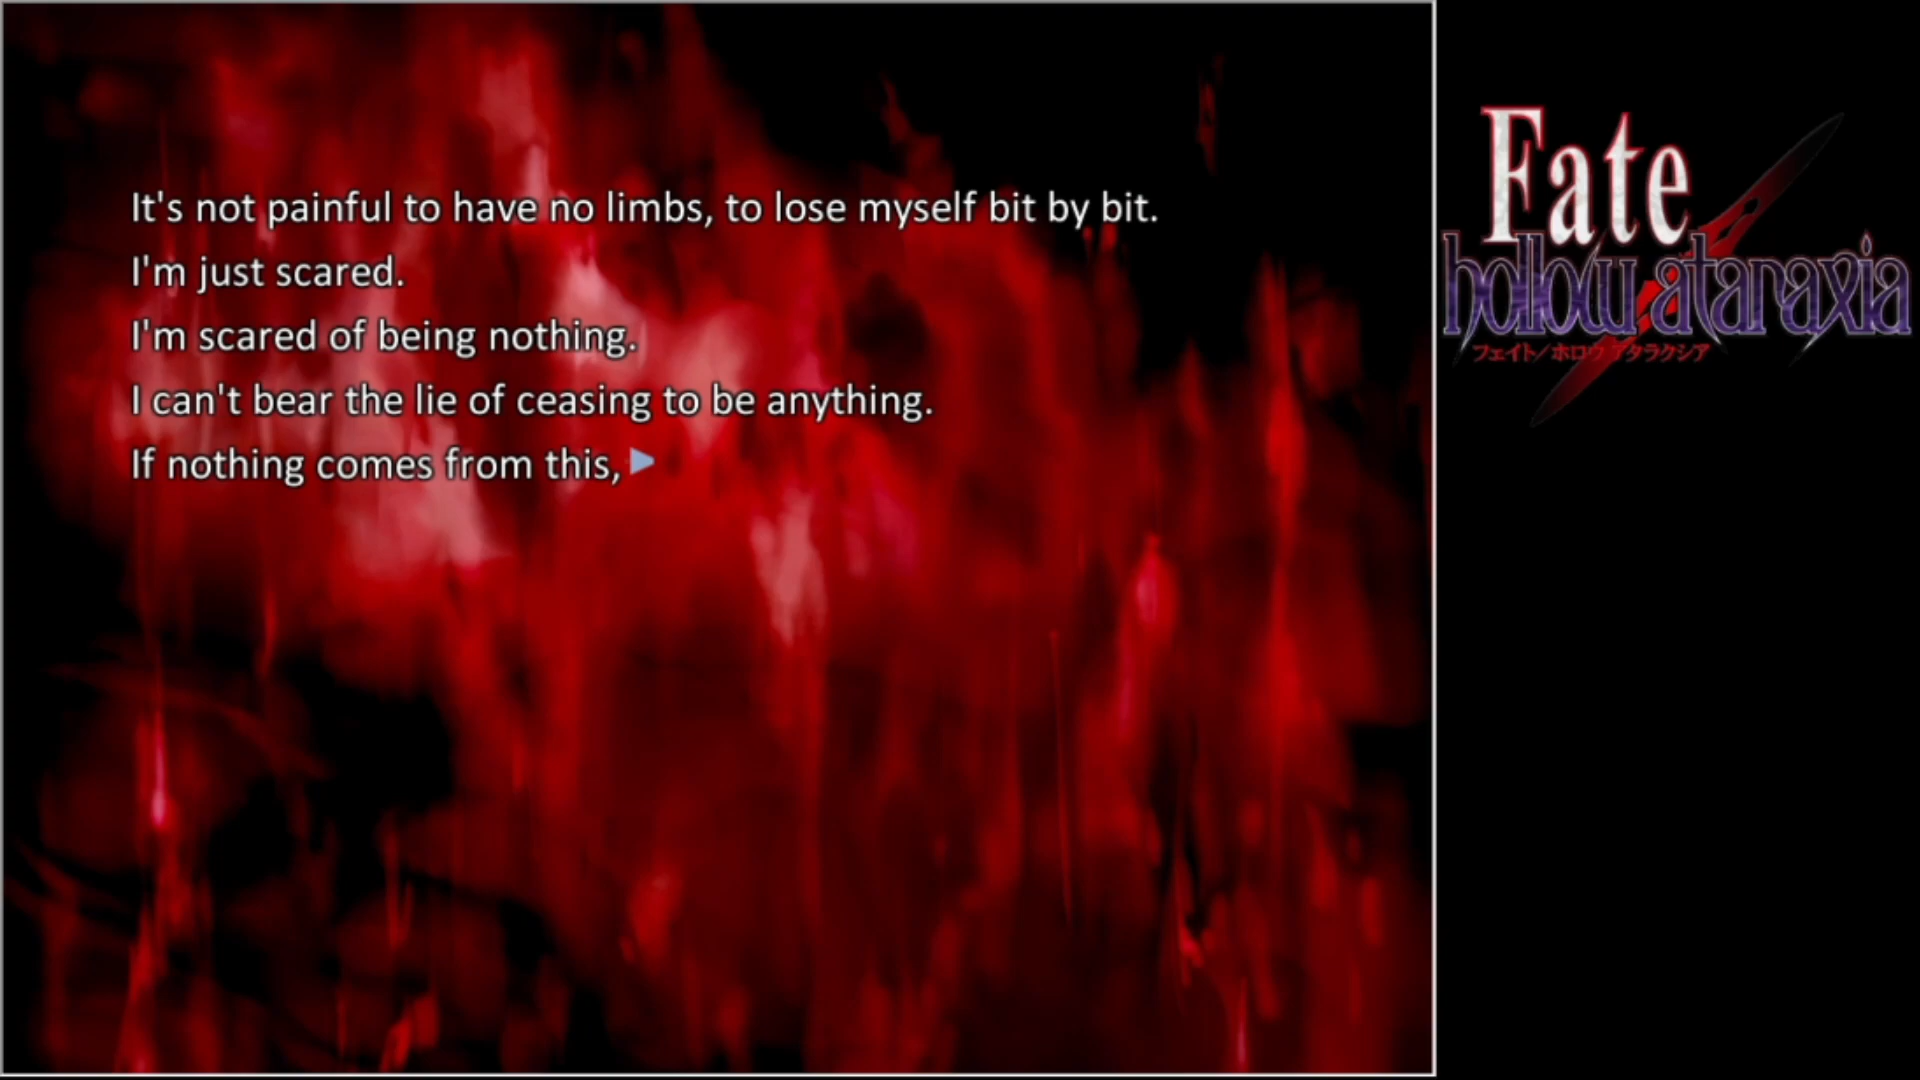 It's not painful to have no limbs, to lose myself bit by bit.
I'm just scared.
I'm scared of being nothing.
I can't bear the lie of ceasing to be anything.
If nothing comes from this,
Fate
hollow ataraxia
フェイト／ホロウ アタラクシア